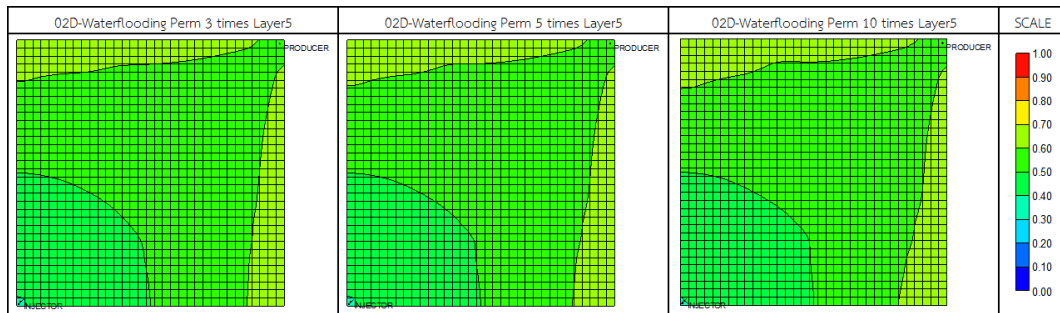 02D-Waterflooding Perm 3 times Layer5
02D-Waterflooding Perm 5 times Layer5
02D-Waterflooding Perm 10 times Layer5
SCALE
PRODUCER
PRODUCER
PRODUCER
1.00
0.90
0.80
0.70
0.60
0.50
0.40
0.30
0.20
0.10
0.00
INJECTOR
INJECTOR
INJECTOR